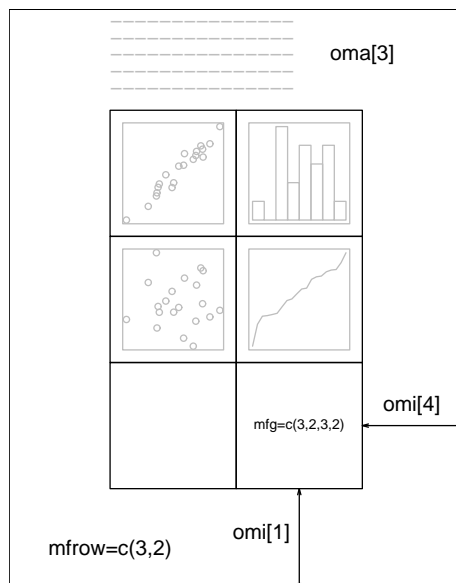 oma[3]
mfg=c(3,2,3,2)
omi[4]
omi[1]
mfrow=c(3,2)